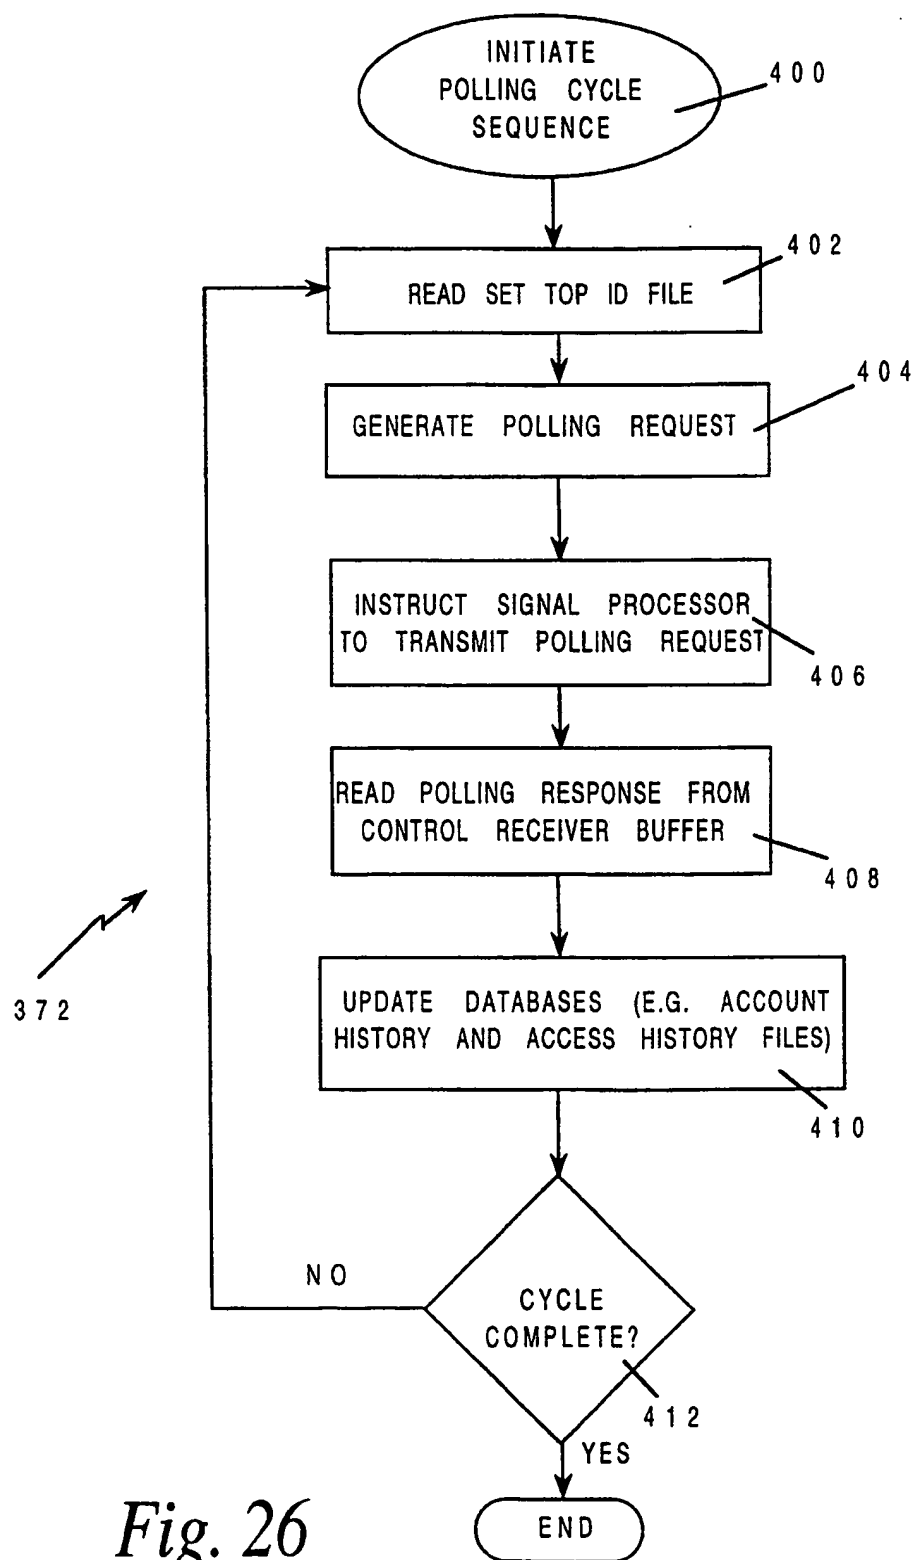 INITIATE
POLLING CYCLE
SEQUENCE
400
402
READ SET TOP ID FILE
404
GENERATE POLLING REQUEST
INSTRUCT SIGNAL PROCESSOR
TO TRANSMIT POLLING REQUEST
406
READ POLLING RESPONSE FROM
CONTROL RECEIVER BUFFER
408
372
UPDATE DATABASES (E.G. ACCOUNT
HISTORY AND ACCESS HISTORY FILES)
410
NO
CYCLE
COMPLETE?
412
YES
END
Fig. 26